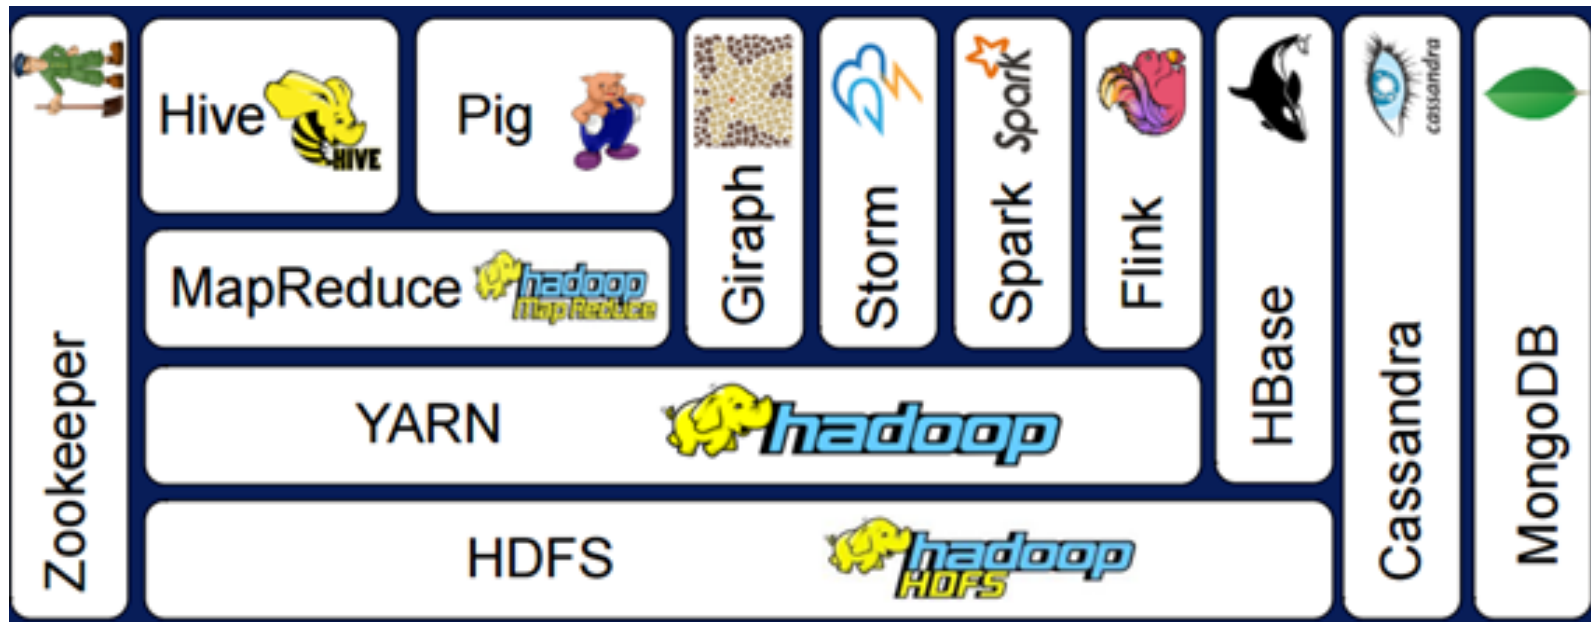 Zookeeper
Hive
HIVE
Pig
MapReduce
hadoop
Map Reduce
Giraph
Storm
Spark
Spark
Flink
HBase
cassandra
Cassandra
MongoDB
YARN
hadoop
HDFS
hadoop
HDFS